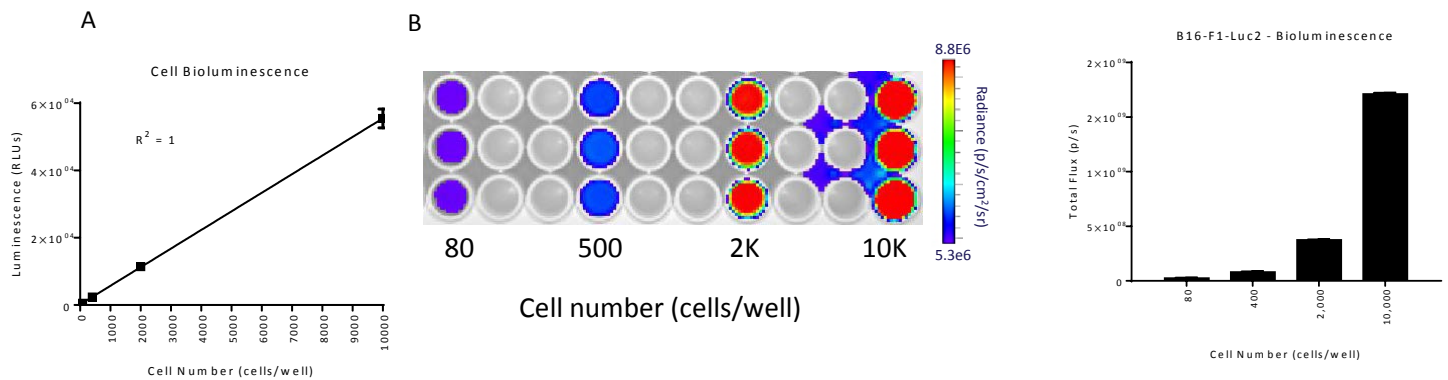 A
Cell Bioluminescence
6×10⁰⁴
4×10⁰⁴
2×10⁰⁴
0
R² = 1
Luminescence (RLUs)
0
1000
2000
3000
4000
5000
6000
7000
8000
9000
10000
Cell Number (cells/well)
B
80 500 2K 10K
Cell number (cells/well)
8.8E6
Radiance (p/s/cm²/sr)
5.3e6
B16-F1-Luc2 - Bioluminescence
2×10⁰⁹
2×10⁰⁹
1×10⁰⁹
5×10⁰⁸
0
Total Flux (p/s)
80
400
2,000
10,000
Cell Number (cells/well)